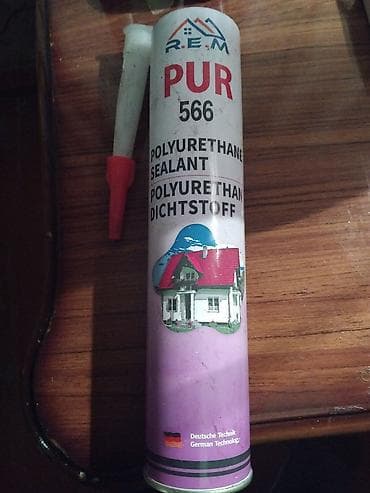 R.E.M
PUR
566
POLYURETHANE
SEALANT
POLYURETHAN
DICHTSTOFF
Deutsche Technik
German Technology